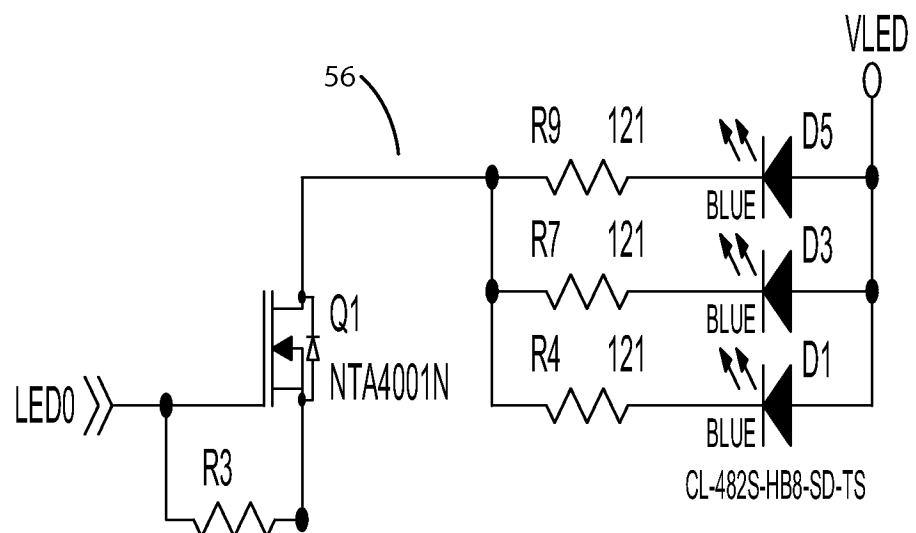 VLED
56
R9 121 D5
BLUE
R7 121 D3
BLUE
Q1
R4 121 D1
NTA4001N
LED0
BLUE
R3
CL-482S-HB8-SD-TS